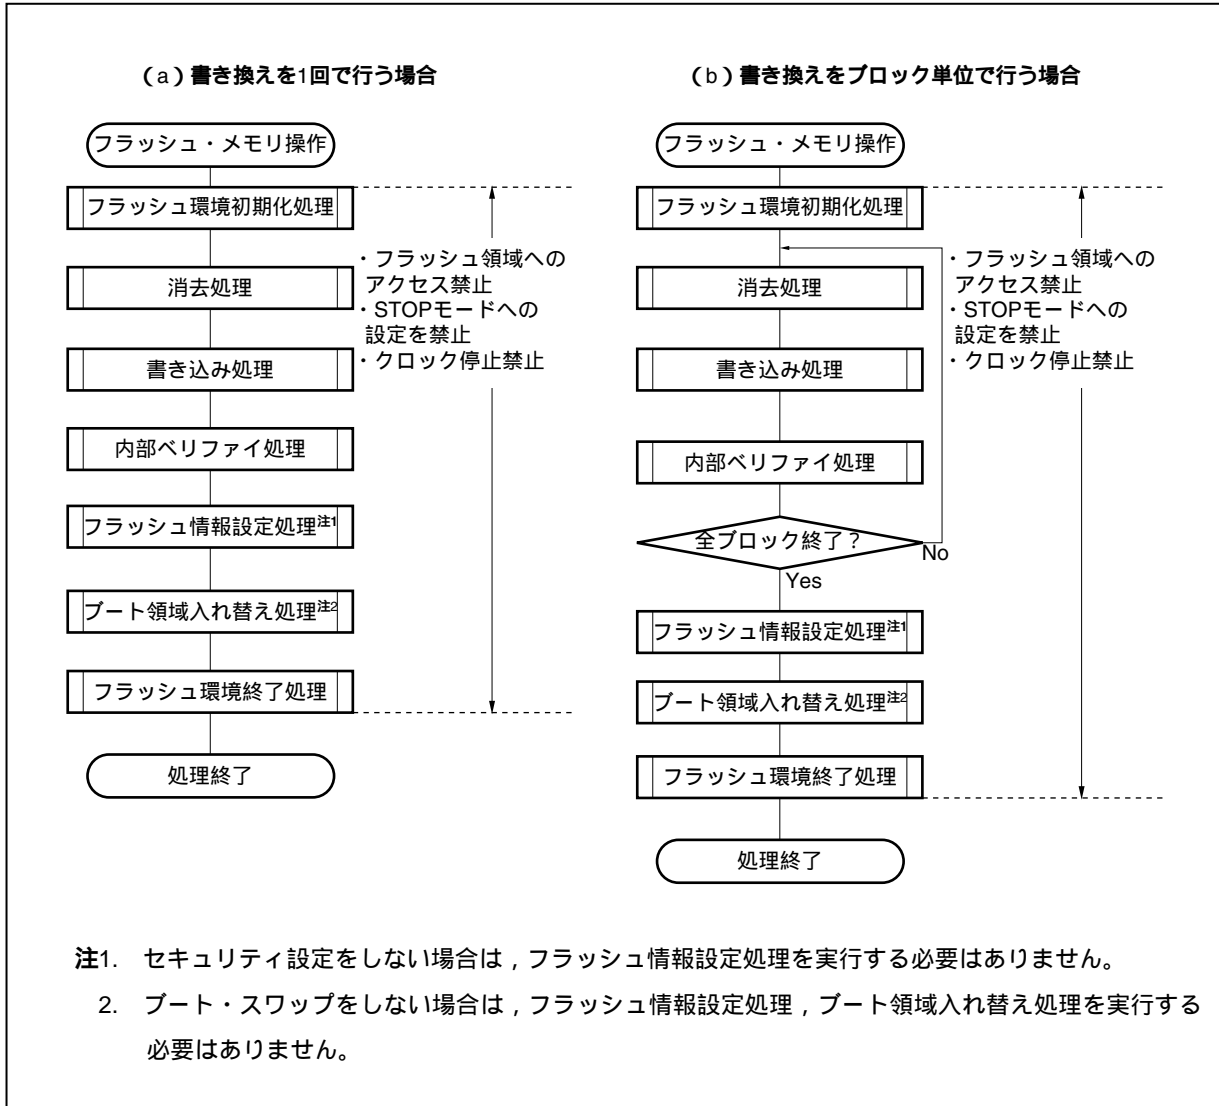 (a)書き換えを1回で行う場合
フラッシュ・メモリ操作
フラッシュ環境初期化処理
消去処理
書き込み処理
内部ベリファイ処理
フラッシュ情報設定処理注1
ブート領域入れ替え処理注2
フラッシュ環境終了処理
処理終了
・フラッシュ領域への
アクセス禁止
・STOPモードへの
設定を禁止
・クロック停止禁止
(b)書き換えをブロック単位で行う場合
フラッシュ・メモリ操作
フラッシュ環境初期化処理
消去処理
書き込み処理
内部ベリファイ処理
全ブロック終了?
No
Yes
フラッシュ情報設定処理注1
ブート領域入れ替え処理注2
フラッシュ環境終了処理
処理終了
・フラッシュ領域への
アクセス禁止
・STOPモードへの
設定を禁止
・クロック停止禁止
注1. セキュリティ設定をしない場合は,フラッシュ情報設定処理を実行する必要はありません。
2. ブート・スワップをしない場合は,フラッシュ情報設定処理,ブート領域入れ替え処理を実行する
必要はありません。